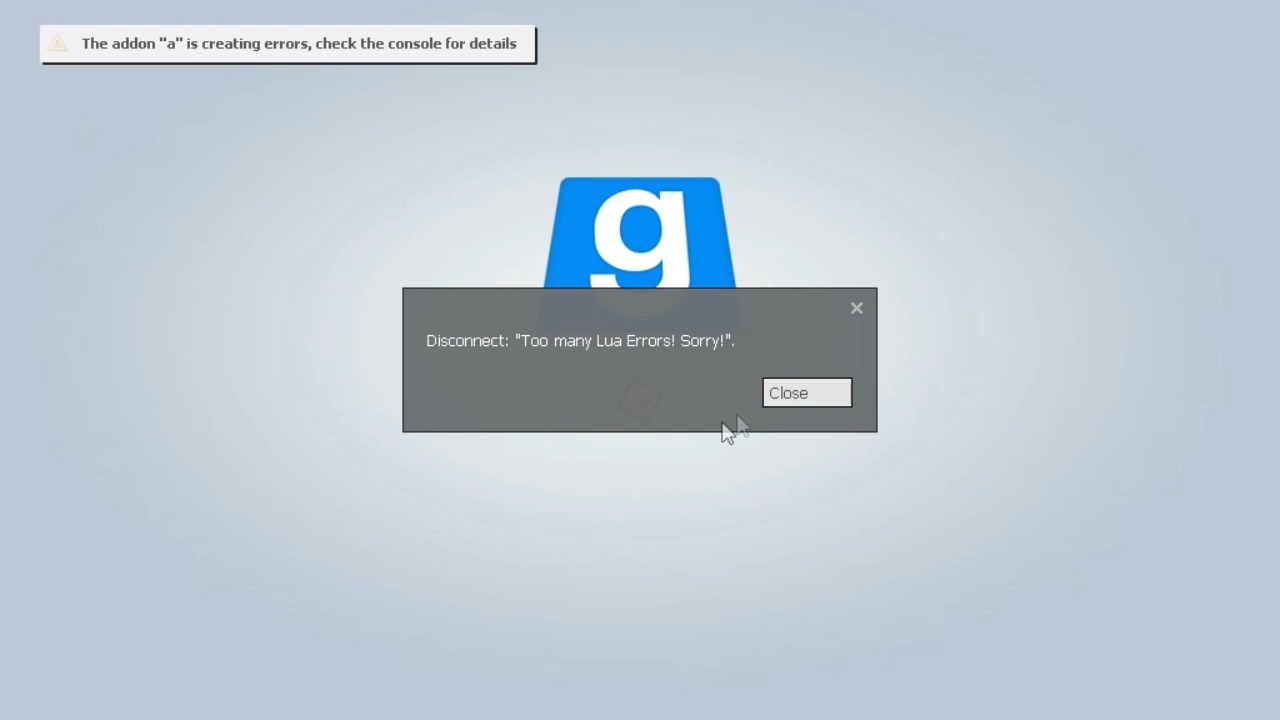 The addon "a" is creating errors, check the console for details
g
Disconnect: "Too many Lua Errors! Sorry!".
Close